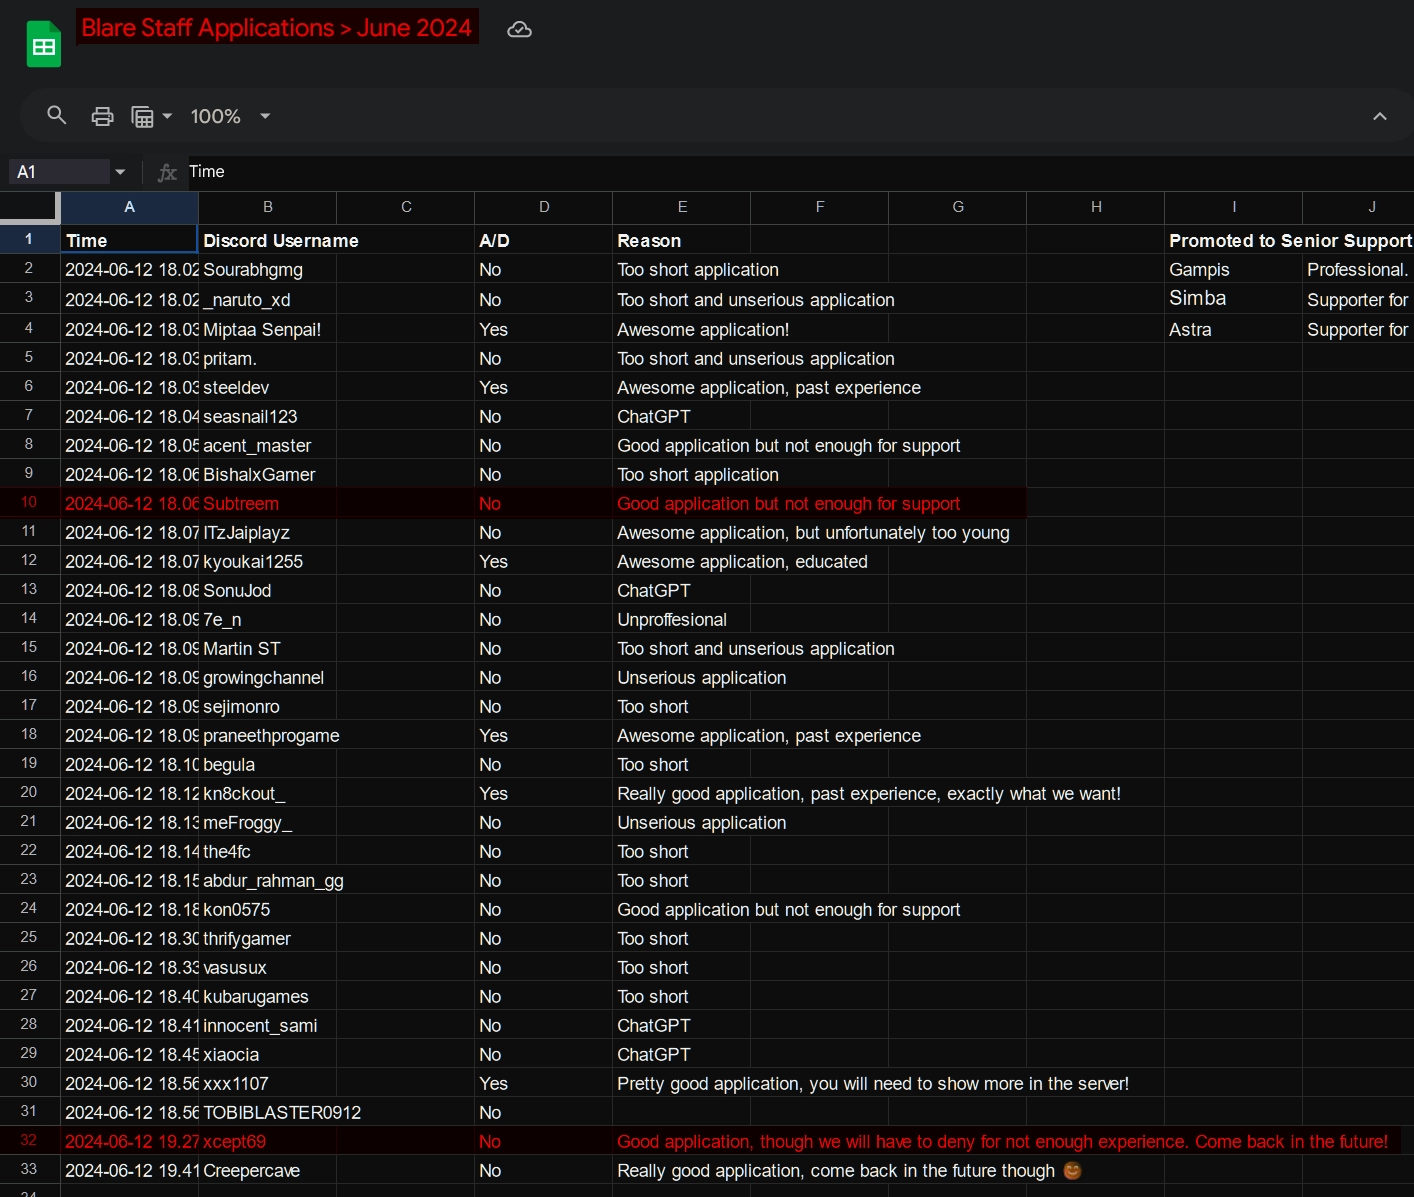 Blare Staff Applications > June 2024
100%
A1 fx Time
A B C D E F G H I J
1 Time Discord Username A/D Reason Promoted to Senior Support
2 2024-06-12 18.02 Sourabhgmg No Too short application Gampis Professional.
3 2024-06-12 18.02 _naruto_xd No Too short and unserious application Simba Supporter for
4 2024-06-12 18.03 Miptaa Senpai! Yes Awesome application! Astra Supporter for
5 2024-06-12 18.03 pritam. No Too short and unserious application
6 2024-06-12 18.03 steeldev Yes Awesome application, past experience
7 2024-06-12 18.04 seasnail123 No ChatGPT
8 2024-06-12 18.05 acent_master No Good application but not enough for support
9 2024-06-12 18.06 BishalxGamer No Too short application
10 2024-06-12 18.06 Subtreem No Good application but not enough for support
11 2024-06-12 18.07 ITzJaiplayz No Awesome application, but unfortunately too young
12 2024-06-12 18.07 kyoukai1255 Yes Awesome application, educated
13 2024-06-12 18.08 SonuJod No ChatGPT
14 2024-06-12 18.09 7e_n No Unproffesional
15 2024-06-12 18.09 Martin ST No Too short and unserious application
16 2024-06-12 18.09 growingchannel No Unserious application
17 2024-06-12 18.09 sejimonro No Too short
18 2024-06-12 18.09 praneethprogame Yes Awesome application, past experience
19 2024-06-12 18.10 begula No Too short
20 2024-06-12 18.12 kn8ckout_ Yes Really good application, past experience, exactly what we want!
21 2024-06-12 18.13 meFroggy_ No Unserious application
22 2024-06-12 18.14 the4fc No Too short
23 2024-06-12 18.15 abdur_rahman_gg No Too short
24 2024-06-12 18.18 kon0575 No Good application but not enough for support
25 2024-06-12 18.30 thrifygamer No Too short
26 2024-06-12 18.33 vasusux No Too short
27 2024-06-12 18.40 kubarugames No Too short
28 2024-06-12 18.41 innocent_sami No ChatGPT
29 2024-06-12 18.45 xiaocia No ChatGPT
30 2024-06-12 18.56 xxx1107 Yes Pretty good application, you will need to show more in the server!
31 2024-06-12 18.56 TOBIBLASTER0912 No
32 2024-06-12 19.27 xcept69 No Good application, though we will have to deny for not enough experience. Come back in the future!
33 2024-06-12 19.41 Creepercave No Really good application, come back in the future though 😊